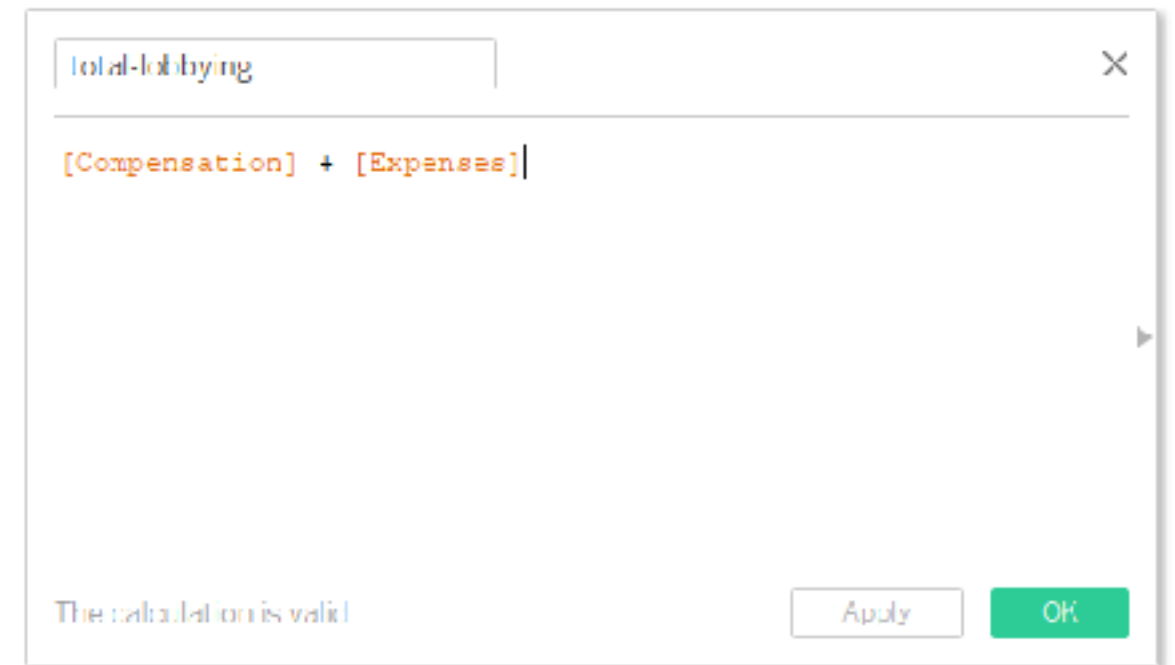 total-lobbying
[Compensation] + [Expenses]
The calculation is valid
Apply
OK